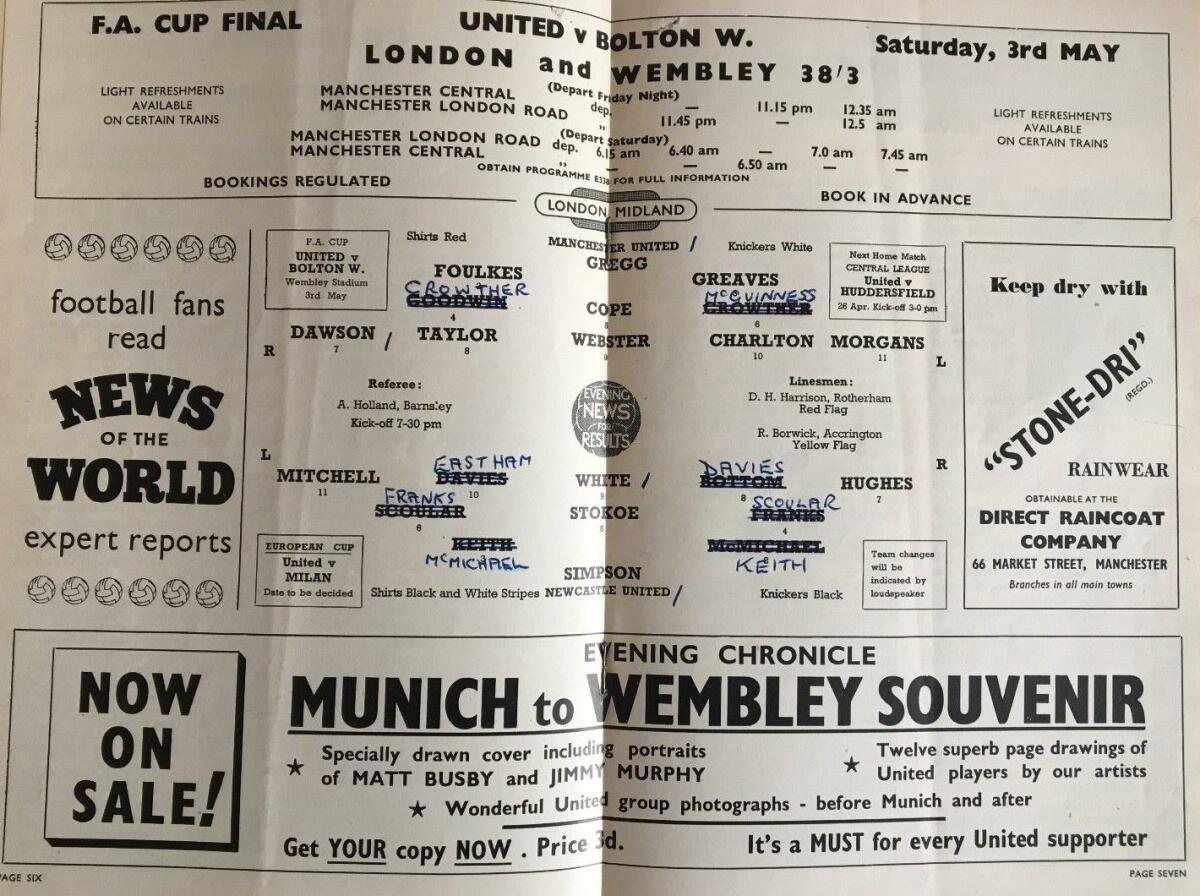 F.A. CUP FINAL
UNITED v BOLTON W.
Saturday, 3rd MAY
LONDON and WEMBLEY 38'3
LIGHT REFRESHMENTS
AVAILABLE
ON CERTAIN TRAINS
(Depart Friday Night)
MANCHESTER CENTRAL — 11.15 pm 12.35 am
MANCHESTER LONDON ROAD dep. 11.45 pm — 12.5 am
(Depart Saturday)
MANCHESTER LONDON ROAD dep. 6.15 am 6.40 am — 7.0 am 7.45 am
MANCHESTER CENTRAL „ — — 6.50 am — —
LIGHT REFRESHMENTS
AVAILABLE
ON CERTAIN TRAINS
OBTAIN PROGRAMME E338 FOR FULL INFORMATION
BOOKINGS REGULATED
BOOK IN ADVANCE
LONDON MIDLAND
football fans
read
NEWS
OF THE
WORLD
expert reports
F.A. CUP
UNITED v
BOLTON W.
Wembley Stadium
3rd May
Shirts Red
MANCHESTER UNITED /
Knickers White
Next Home Match
CENTRAL LEAGUE
United v
HUDDERSFIELD
26 Apr. Kick-off 3-0 pm
GREGG
FOULKES
GREAVES
CROWTHER
McGUINNESS
GOODWIN
COPE
CROWTHER
4
6
DAWSON /
TAYLOR
WEBSTER
CHARLTON
MORGANS
R
7
8
9
10
11
L
Referee:
A. Holland, Barnsley
Kick-off 7-30 pm
EVENING
NEWS
FOR
RESULTS
Linesmen:
D. H. Harrison, Rotherham
Red Flag
R. Borwick, Accrington
Yellow Flag
L
R
EASTHAM
DAVIES
MITCHELL
DAVIES
WHITE /
BOTTOM
HUGHES
11
10
9
8
7
FRANKS
SCOULAR
SCOULAR
STOKOE
FRANKS
6
5
4
KEITH
McMICHAEL
McMICHAEL
KEITH
SIMPSON
EUROPEAN CUP
United v
MILAN
Date to be decided
Shirts Black and White Stripes
NEWCASTLE UNITED /
Knickers Black
Team changes
will be
indicated by
loudspeaker
Keep dry with
"STONE-DRI"
(REGD.)
RAINWEAR
OBTAINABLE AT THE
DIRECT RAINCOAT
COMPANY
66 MARKET STREET, MANCHESTER
Branches in all main towns
NOW
ON
SALE!
EVENING CHRONICLE
MUNICH to WEMBLEY SOUVENIR
★ Specially drawn cover including portraits
of MATT BUSBY and JIMMY MURPHY
★ Twelve superb page drawings of
United players by our artists
★ Wonderful United group photographs - before Munich and after
Get YOUR copy NOW . Price 3d.
It's a MUST for every United supporter
PAGE SIX
PAGE SEVEN